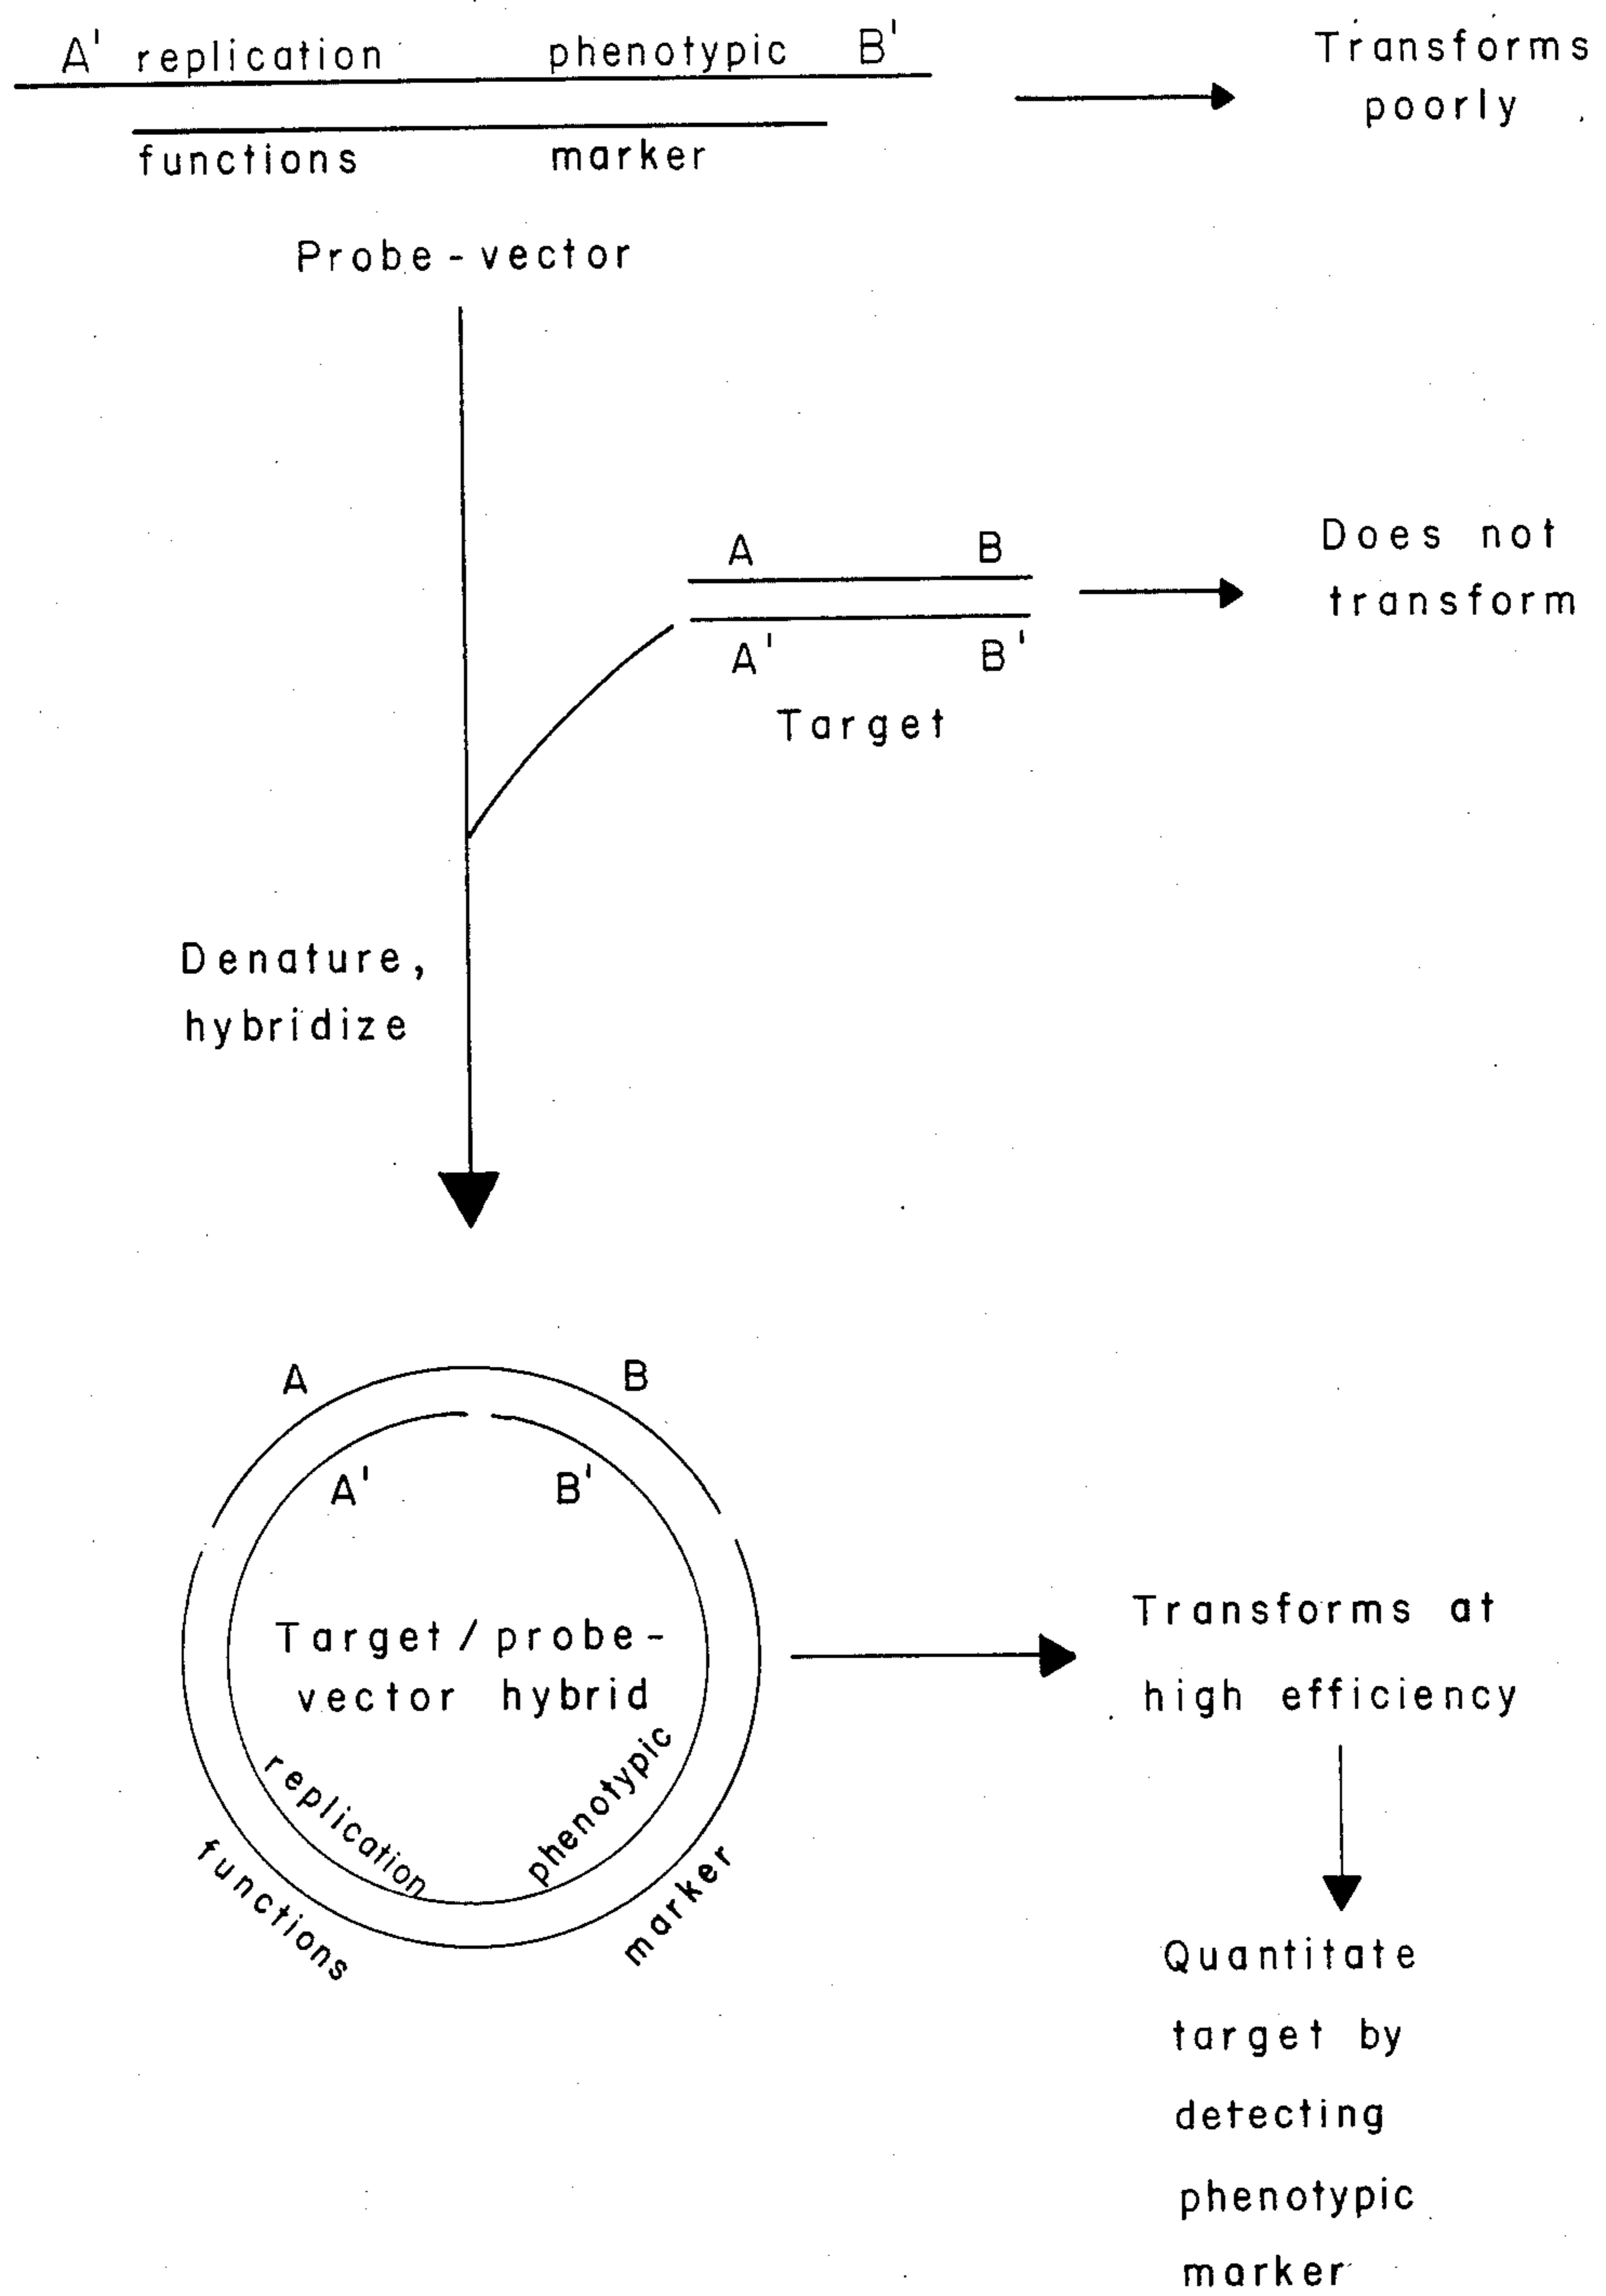 A' replication phenotypic B'
functions marker
Transforms
poorly
Probe-vector
A B
A' B'
Target
Does not
transform
Denature,
hybridize
A B
A' B'
Target/probe-
vector hybrid
replication phenotypic
functions marker
Transforms at
high efficiency
Quantitate
target by
detecting
phenotypic
marker